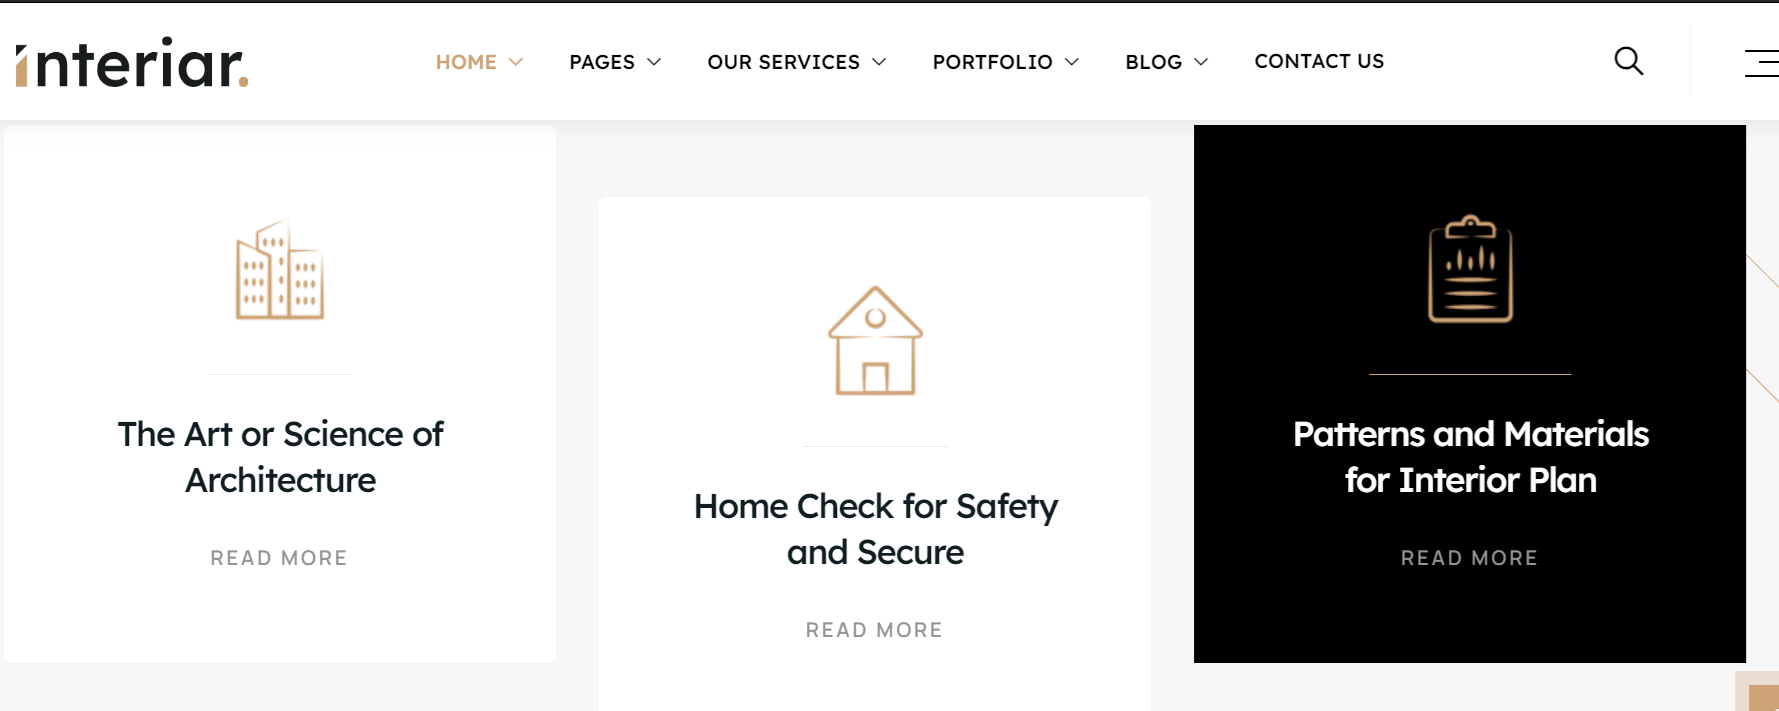 interiar.
HOME
PAGES
OUR SERVICES
PORTFOLIO
BLOG
CONTACT US
The Art or Science of
Architecture
READ MORE
Home Check for Safety
and Secure
READ MORE
Patterns and Materials
for Interior Plan
READ MORE